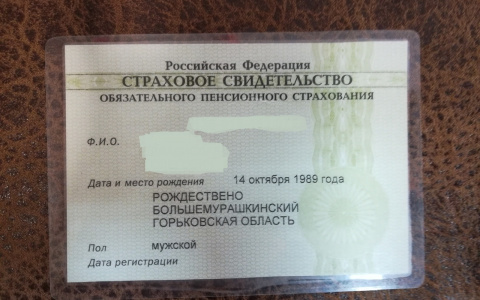 Российская Федерация
СТРАХОВОЕ СВИДЕТЕЛЬСТВО
ОБЯЗАТЕЛЬНОГО ПЕНСИОННОГО СТРАХОВАНИЯ
Ф.И.О.
Дата и место рождения 14 октября 1989 года
РОЖДЕСТВЕНО
БОЛЬШЕМУРАШКИНСКИЙ
ГОРЬКОВСКАЯ ОБЛАСТЬ
Пол мужской
Дата регистрации